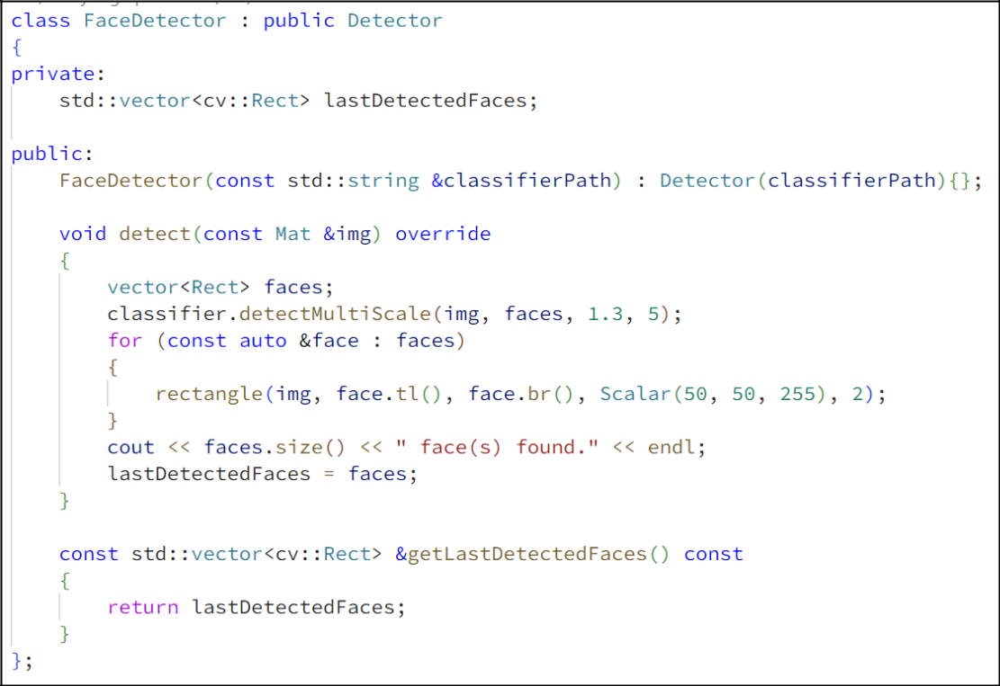 class FaceDetector : public Detector
{
private:
    std::vector<cv::Rect> lastDetectedFaces;

public:
    FaceDetector(const std::string &classifierPath) : Detector(classifierPath){};

    void detect(const Mat &img) override
    {
        vector<Rect> faces;
        classifier.detectMultiScale(img, faces, 1.3, 5);
        for (const auto &face : faces)
        {
            rectangle(img, face.tl(), face.br(), Scalar(50, 50, 255), 2);
        }
        cout << faces.size() << " face(s) found." << endl;
        lastDetectedFaces = faces;
    }

    const std::vector<cv::Rect> &getLastDetectedFaces() const
    {
        return lastDetectedFaces;
    }
};